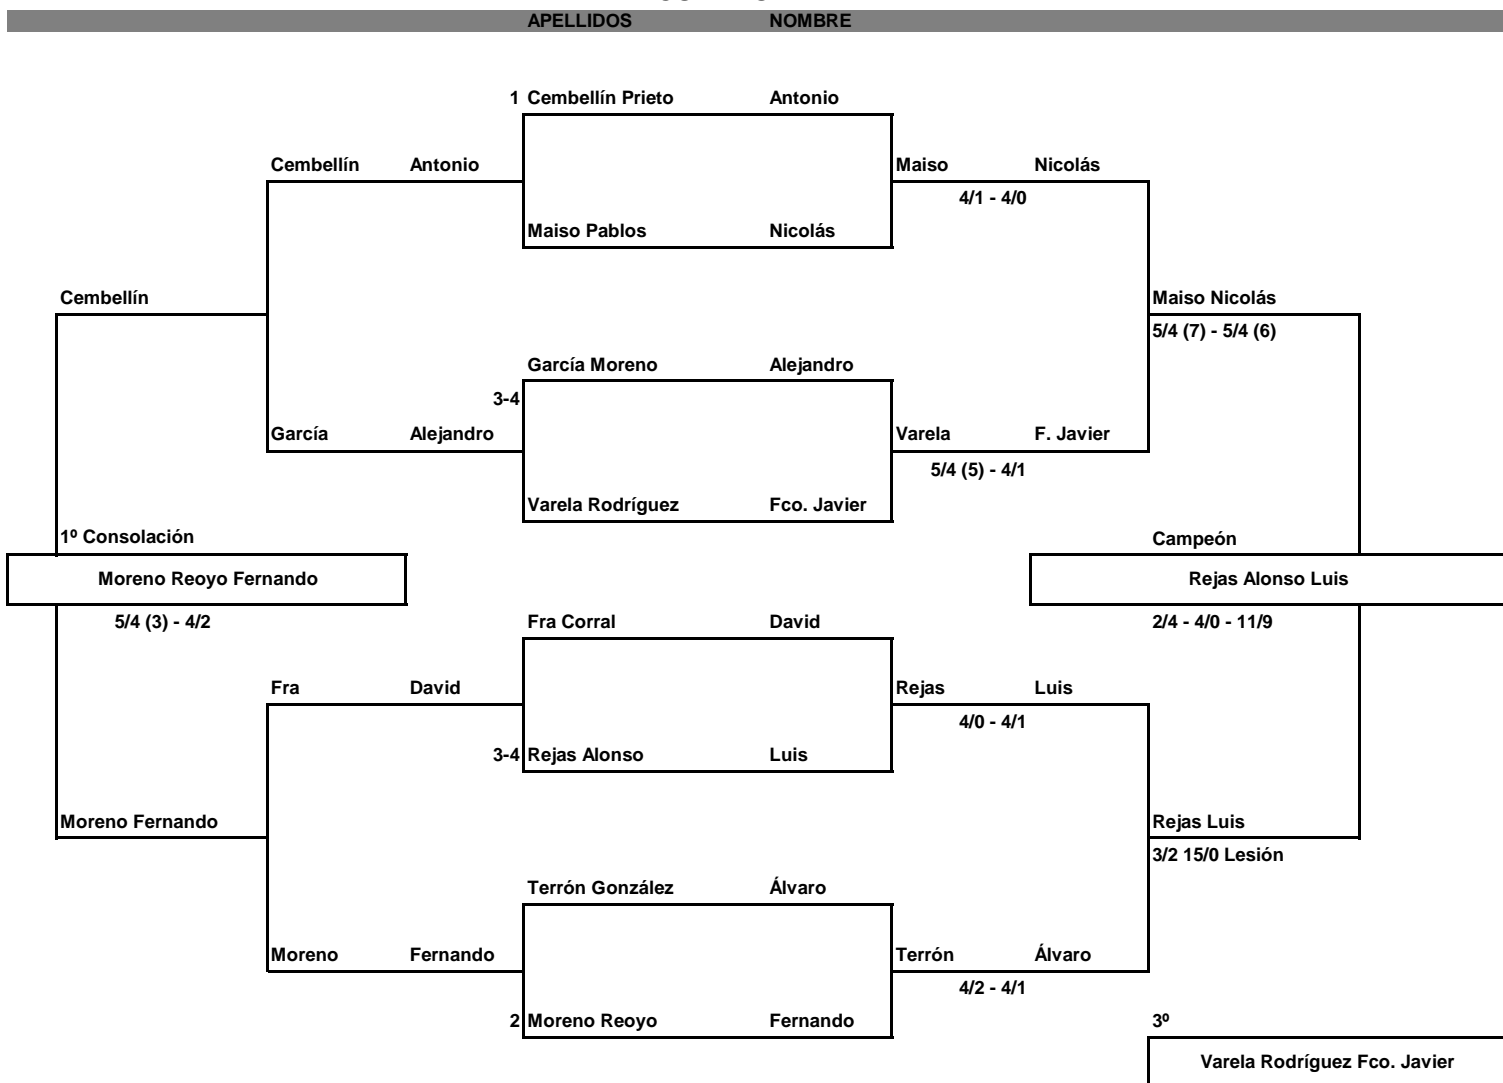 APELLIDOS NOMBRE
1 Cembellín Prieto Antonio
Cembellín Antonio Maiso Nicolás
4/1 - 4/0
Maiso Pablos Nicolás
Cembellín Maiso Nicolás
5/4 (7) - 5/4 (6)
García Moreno Alejandro
3-4
García Alejandro Varela F. Javier
5/4 (5) - 4/1
Varela Rodríguez Fco. Javier
1º Consolación Campeón
Moreno Reoyo Fernando Rejas Alonso Luis
5/4 (3) - 4/2 Fra Corral David 2/4 - 4/0 - 11/9
Fra David Rejas Luis
4/0 - 4/1
3-4 Rejas Alonso Luis
Moreno Fernando Rejas Luis
3/2 15/0 Lesión
Terrón González Álvaro
Moreno Fernando Terrón Álvaro
4/2 - 4/1
2 Moreno Reoyo Fernando 3º
Varela Rodríguez Fco. Javier